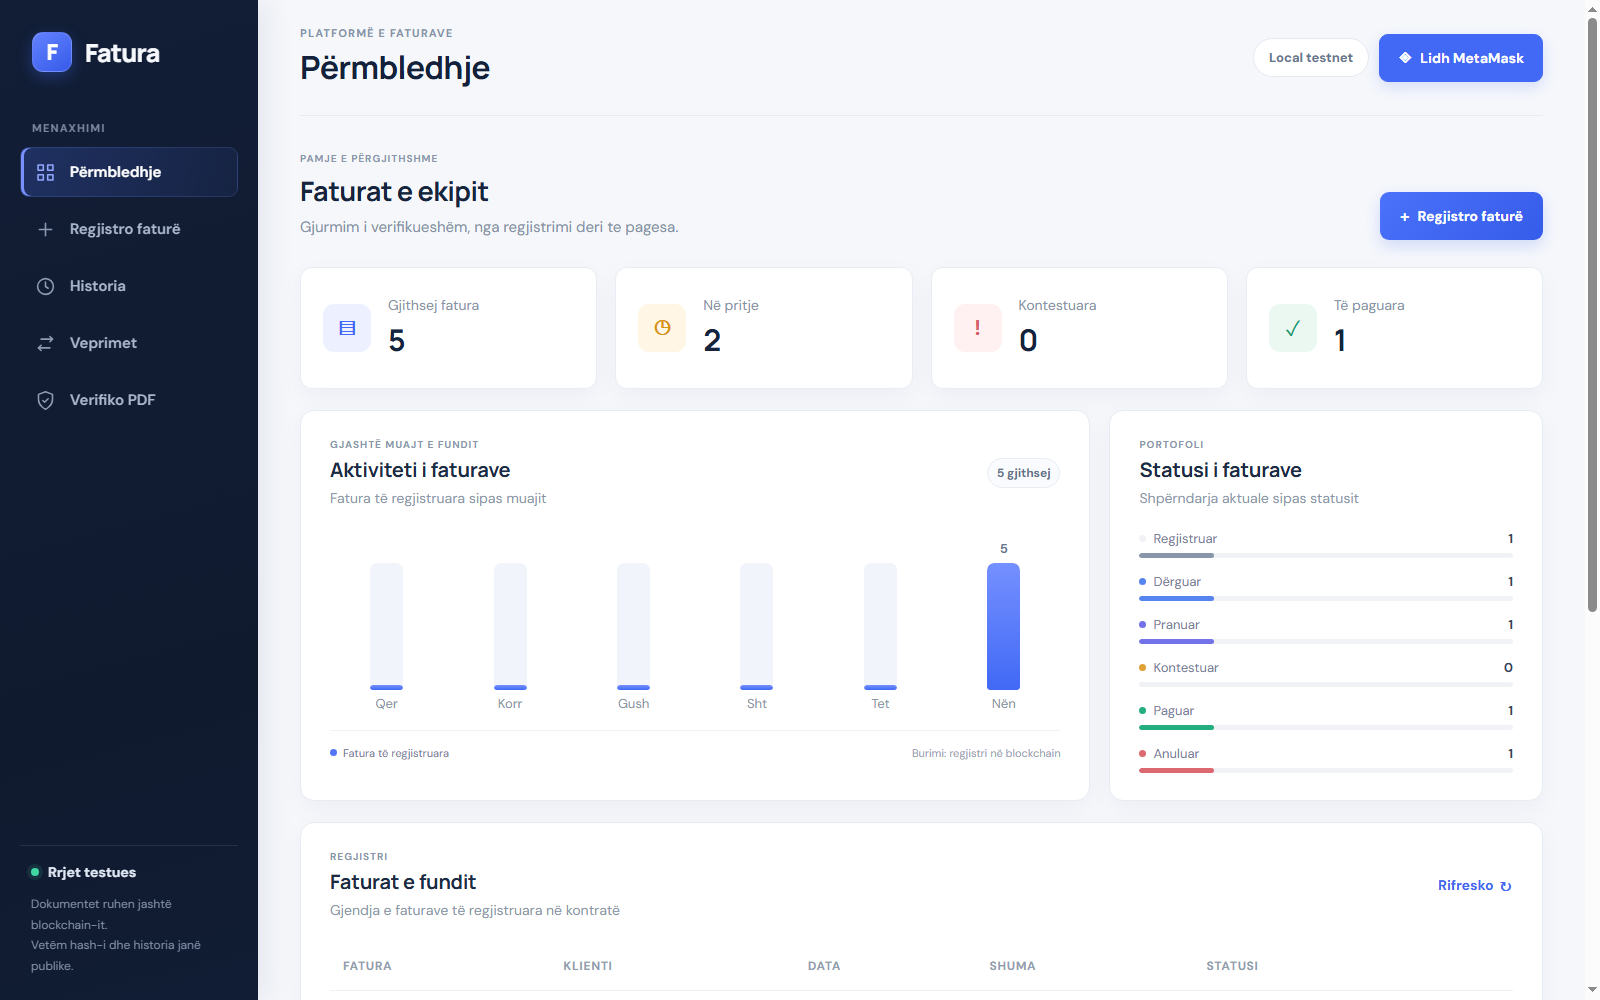 F Fatura
MENAXHIMI
Përmbledhje
Regjistro faturë
Historia
Veprimet
Verifiko PDF
Rrjet testues
Dokumentet ruhen jashtë
blockchain-it.
Vetëm hash-i dhe historia janë
publike.
PLATFORMË E FATURAVE
Përmbledhje
Local testnet
Lidh MetaMask
PAMJE E PËRGJITHSHME
Faturat e ekipit
Gjurmim i verifikueshëm, nga regjistrimi deri te pagesa.
+ Regjistro faturë
Gjithsej fatura
5
Në pritje
2
!
Kontestuara
0
✓
Të paguara
1
GJASHTË MUAJT E FUNDIT
Aktiviteti i faturave
Fatura të regjistruara sipas muajit
5 gjithsej
5
Qer Korr Gush Sht Tet Nën
Fatura të regjistruara
Burimi: regjistri në blockchain
PORTOFOLI
Statusi i faturave
Shpërndarja aktuale sipas statusit
Regjistruar 1
Dërguar 1
Pranuar 1
Kontestuar 0
Paguar 1
Anuluar 1
REGJISTRI
Faturat e fundit
Gjendja e faturave të regjistruara në kontratë
Rifresko ↻
FATURA KLIENTI DATA SHUMA STATUSI